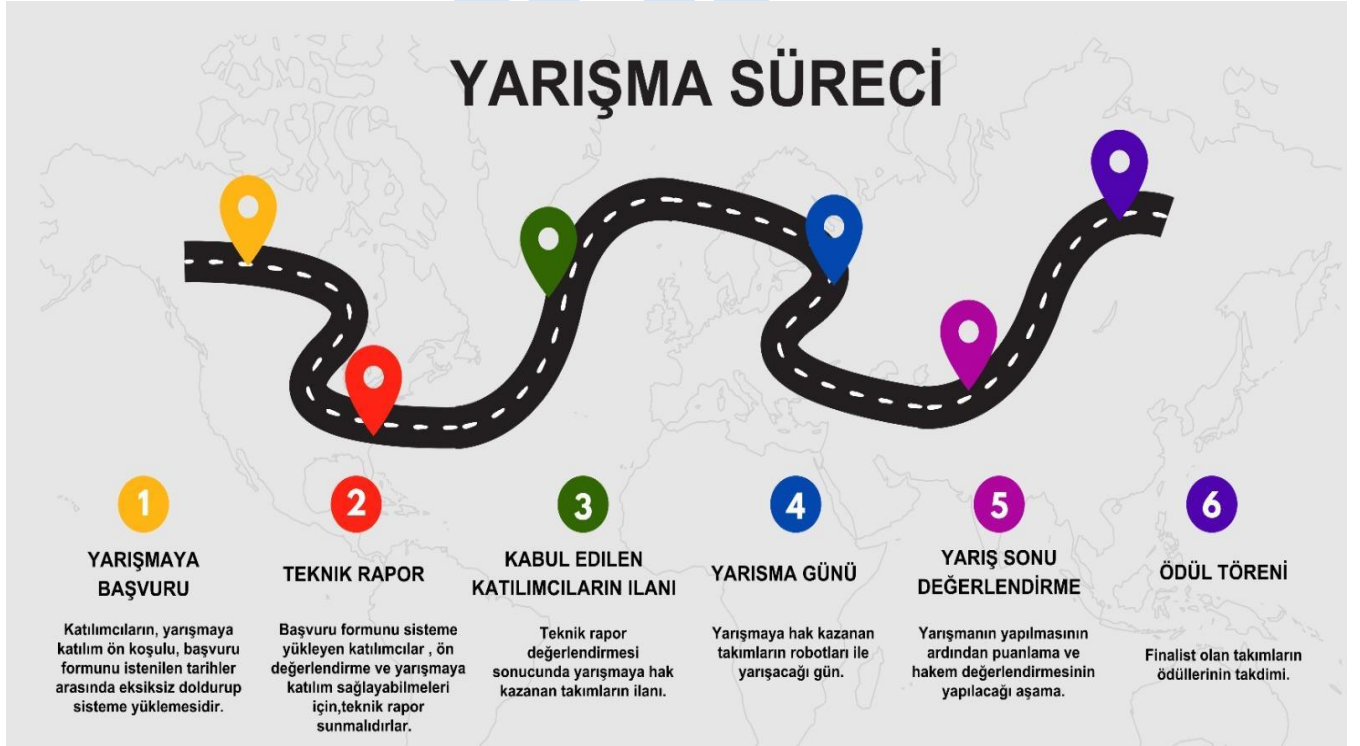 YARIŞMA SÜRECİ
1
YARIŞMAYA
BAŞVURU
Katılımcıların, yarışmaya
katılım ön koşulu, başvuru
formunu istenilen tarihler
arasında eksiksiz doldurup
sisteme yüklemesidir.
2
TEKNIK RAPOR
Başvuru formunu sisteme
yükleyen katılımcılar , ön
değerlendirme ve yarışmaya
katılım sağlayabilmeleri
için,teknik rapor
sunmalıdırlar.
3
KABUL EDILEN
KATILIMCILARIN ILANI
Teknik rapor
değerlendirmesi
sonucunda yarışmaya hak
kazanan takımların ilanı.
4
YARISMA GÜNÜ
Yarışmaya hak kazanan
takımların robotları ile
yarışacağı gün.
5
YARIŞ SONU
DEĞERLENDİRME
Yarışmanın yapılmasının
ardından puanlama ve
hakem değerlendirmesinin
yapılacağı aşama.
6
ÖDÜL TÖRENİ
Finalist olan takımların
ödüllerinin takdimi.